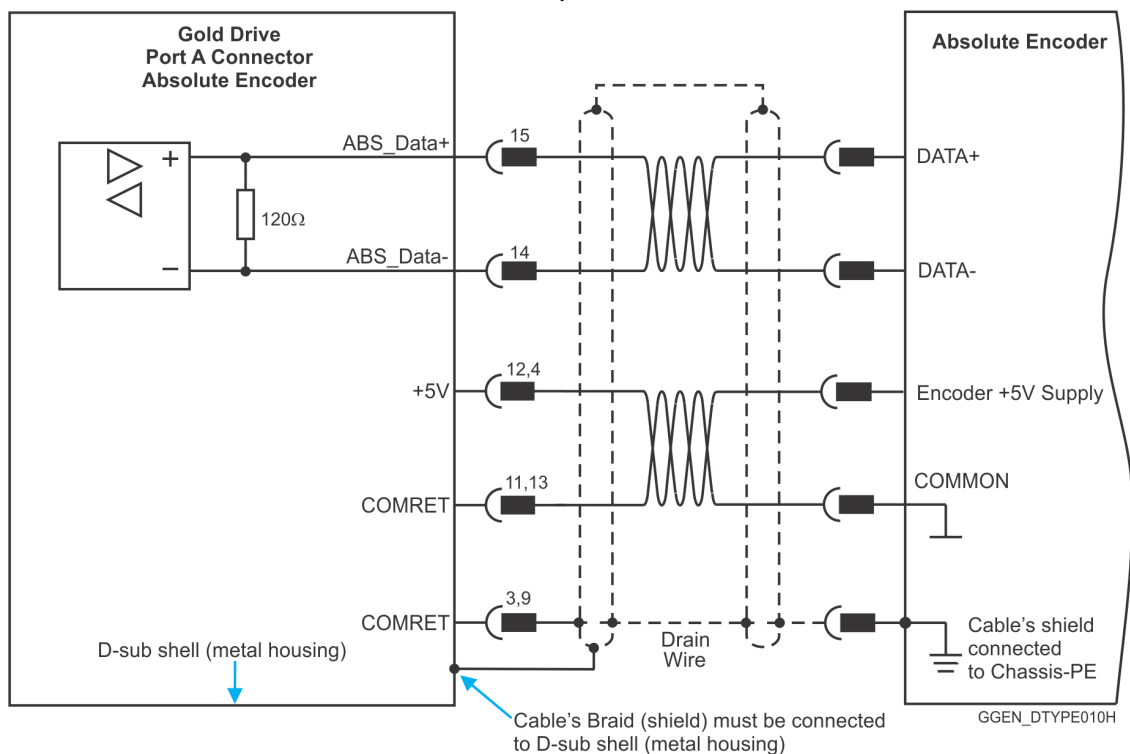 Gold Drive
Port A Connector
Absolute Encoder
Absolute Encoder
ABS_Data+
15
DATA+
+
120Ω
ABS_Data-
14
DATA-
−
+5V
12,4
Encoder +5V Supply
COMRET
11,13
COMMON
COMRET
3,9
Drain
Wire
Cable's shield
connected
to Chassis-PE
D-sub shell (metal housing)
Cable's Braid (shield) must be connected
to D-sub shell (metal housing)
GGEN_DTYPE010H